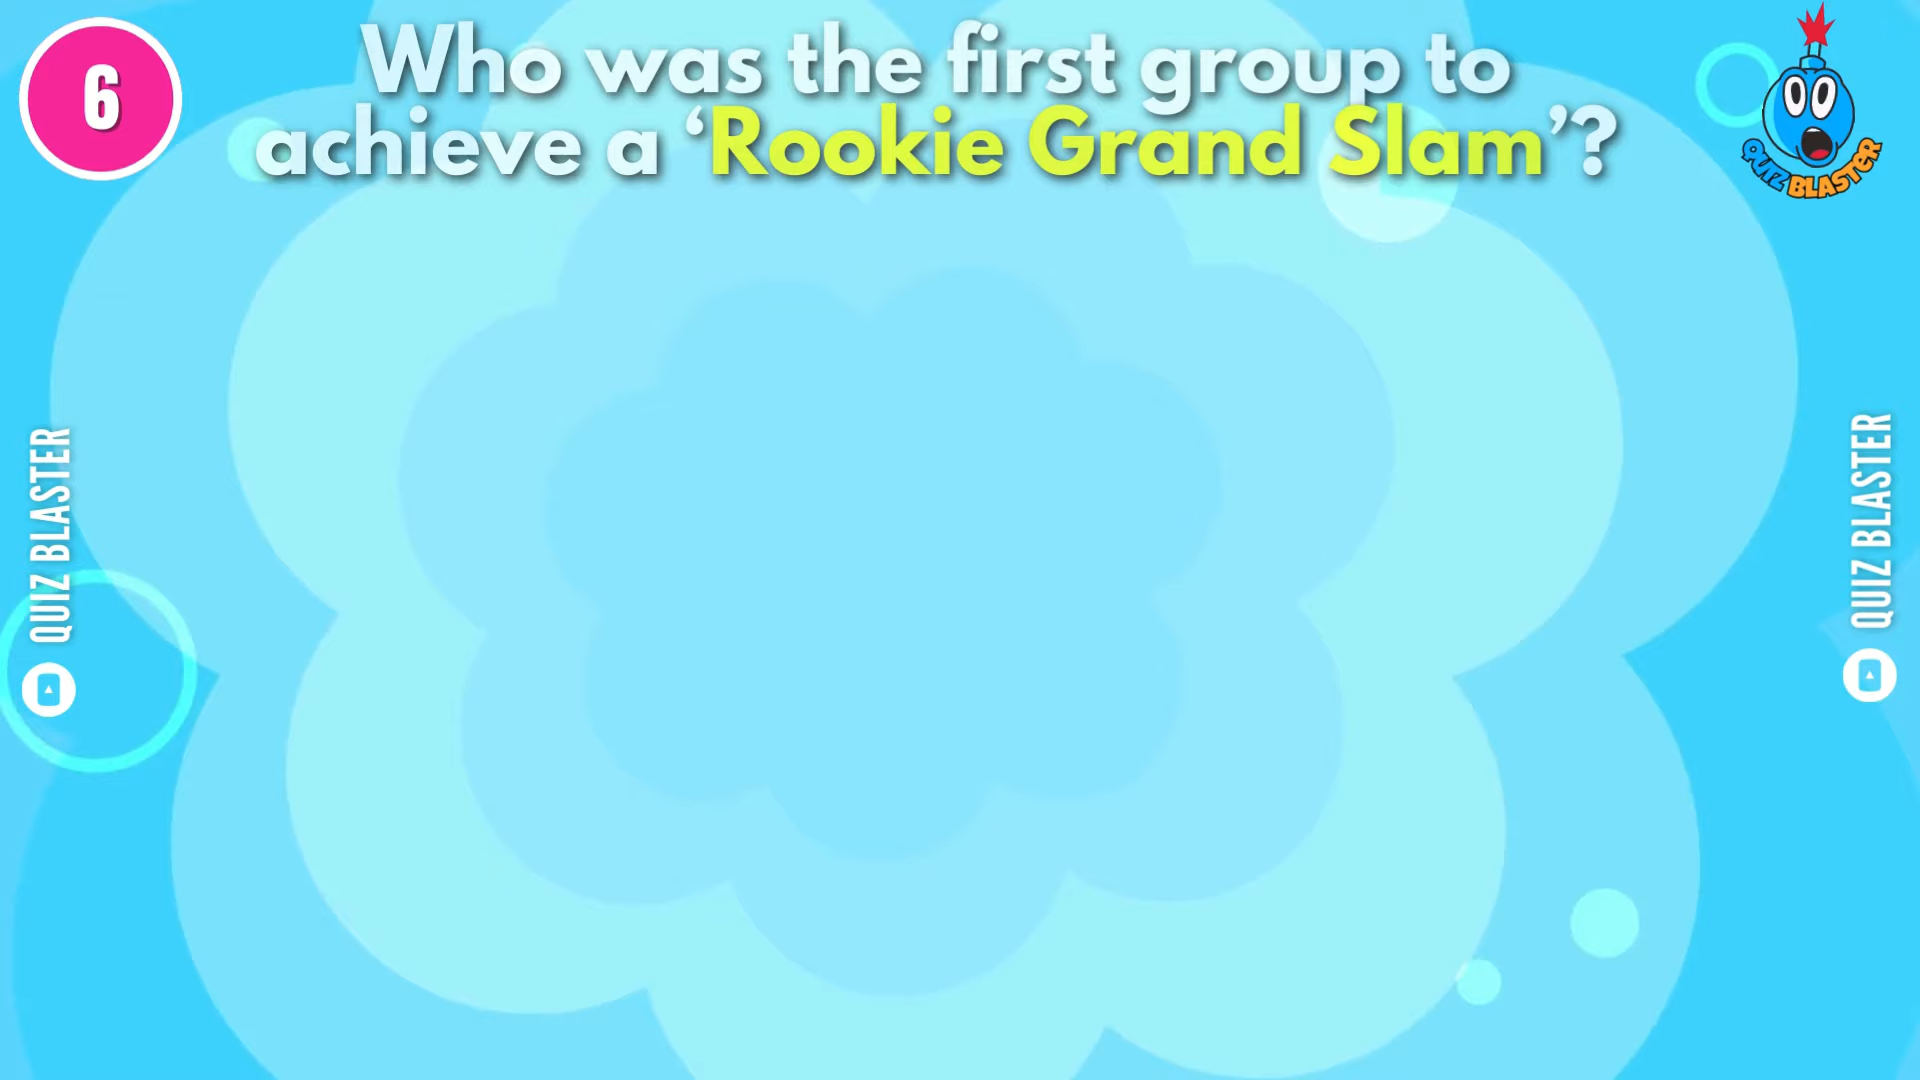 6
Who was the first group to
achieve a ‘Rookie Grand Slam’?
QUIZ BLASTER
QUIZ BLASTER
QUIZ BLASTER